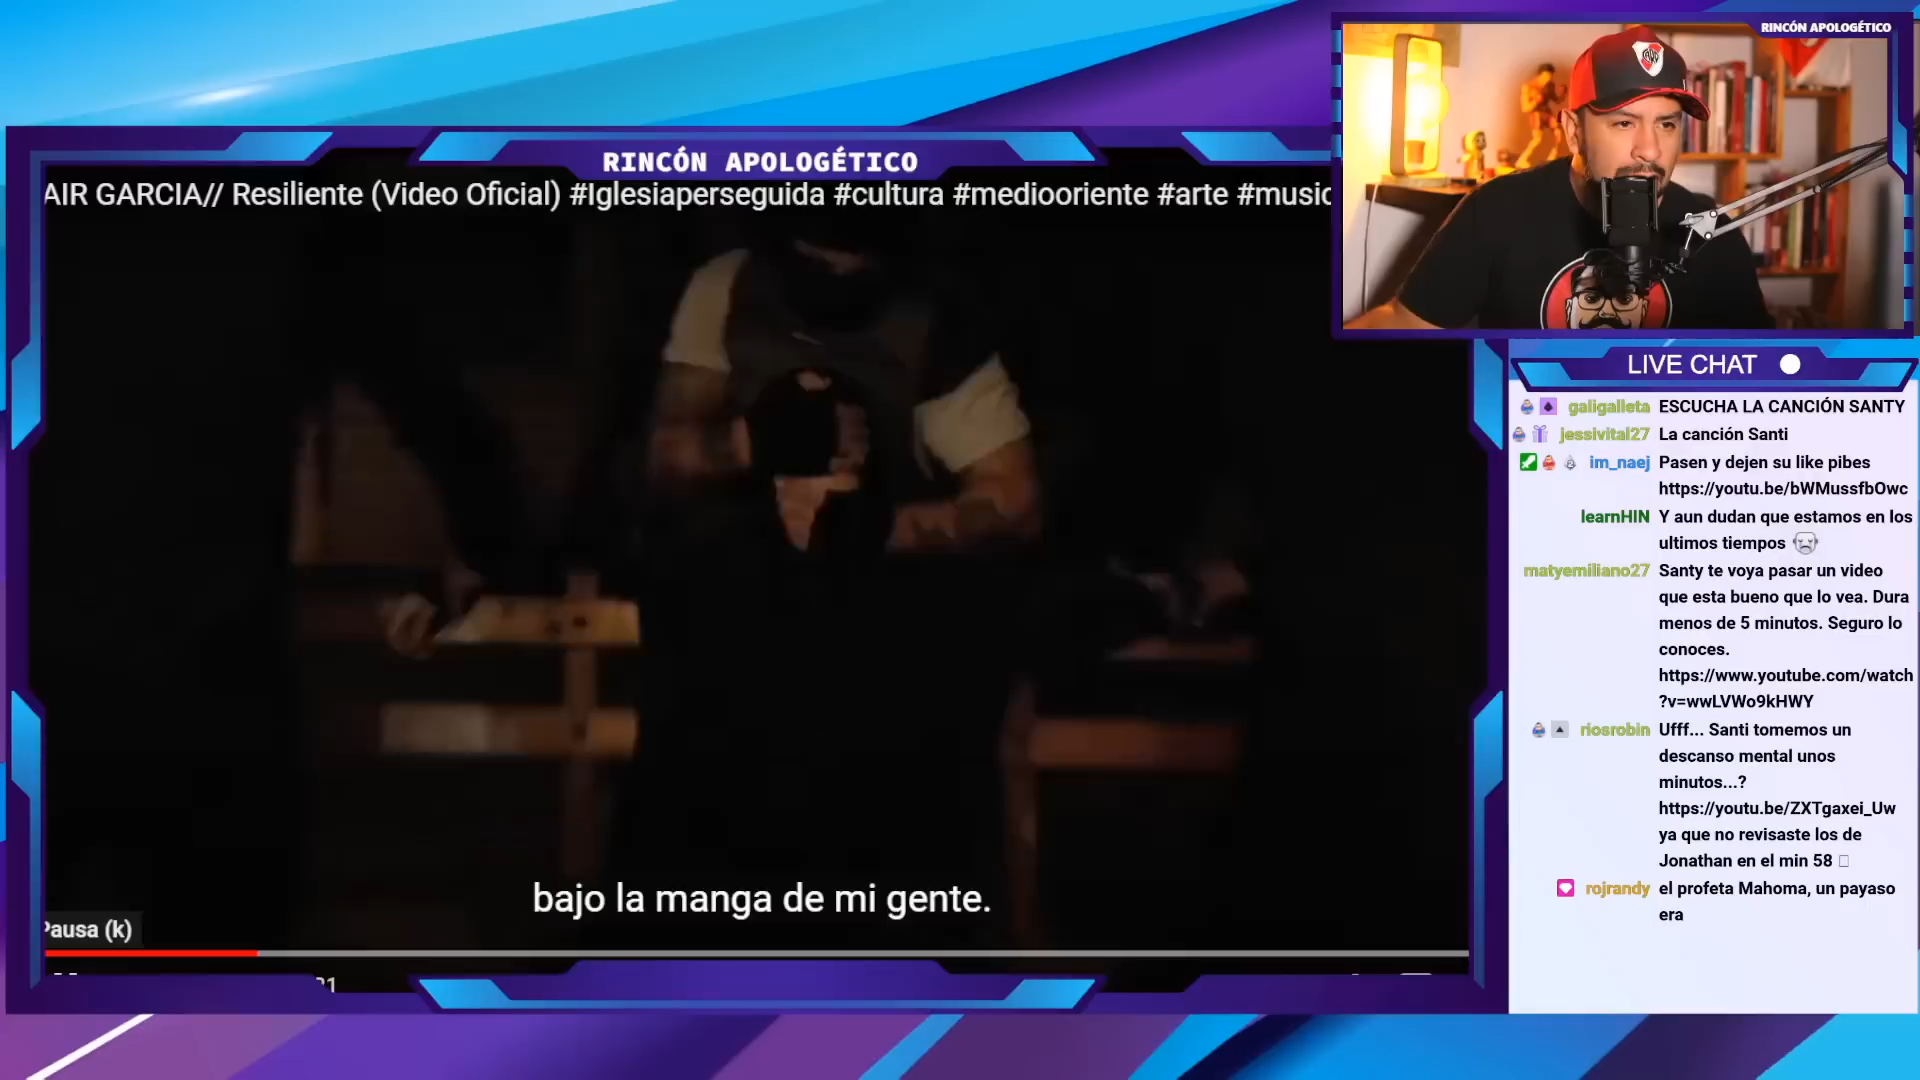 RINCÓN APOLOGÉTICO
RINCÓN APOLOGÉTICO
AIR GARCIA// Resiliente (Video Oficial) #Iglesiaperseguida #cultura #mediooriente #arte #music
bajo la manga de mi gente.
Pausa (k)
LIVE CHAT
galigalleta ESCUCHA LA CANCIÓN SANTY
jessivital27 La canción Santi
im_naej Pasen y dejen su like pibes
https://youtu.be/bWMussfbOwc
learnHIN Y aun dudan que estamos en los
ultimos tiempos
matyemiliano27 Santy te voya pasar un video
que esta bueno que lo vea. Dura
menos de 5 minutos. Seguro lo
conoces.
https://www.youtube.com/watch
?v=wwLVWo9kHWY
riosrobin Ufff... Santi tomemos un
descanso mental unos
minutos...?
https://youtu.be/ZXTgaxei_Uw
ya que no revisaste los de
Jonathan en el min 58
rojrandy el profeta Mahoma, un payaso
era